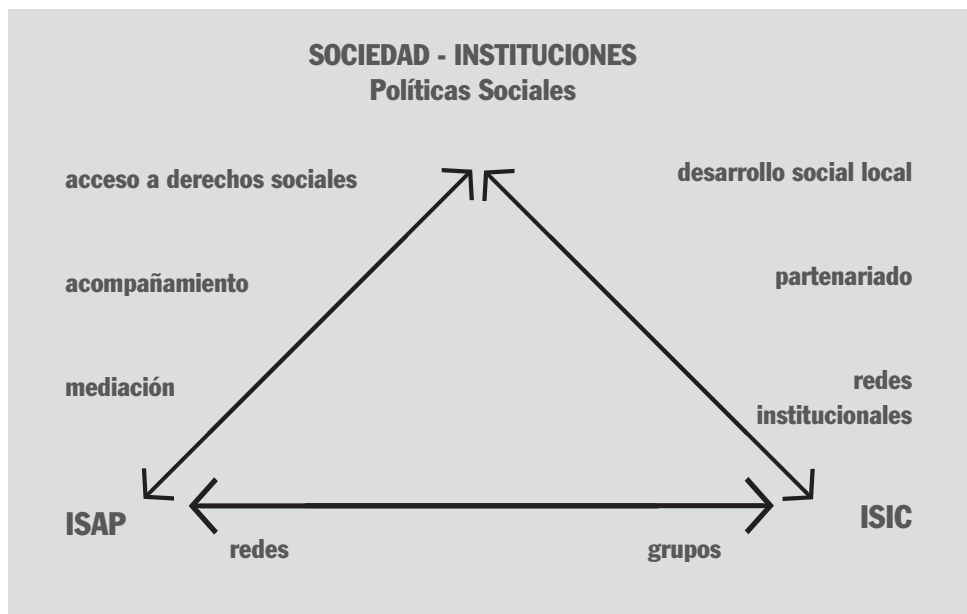 SOCIEDAD - INSTITUCIONES
Políticas Sociales
acceso a derechos sociales
desarrollo social local
acompañamiento
partenariado
mediación
redes
institucionales
ISAP
ISIC
redes
grupos